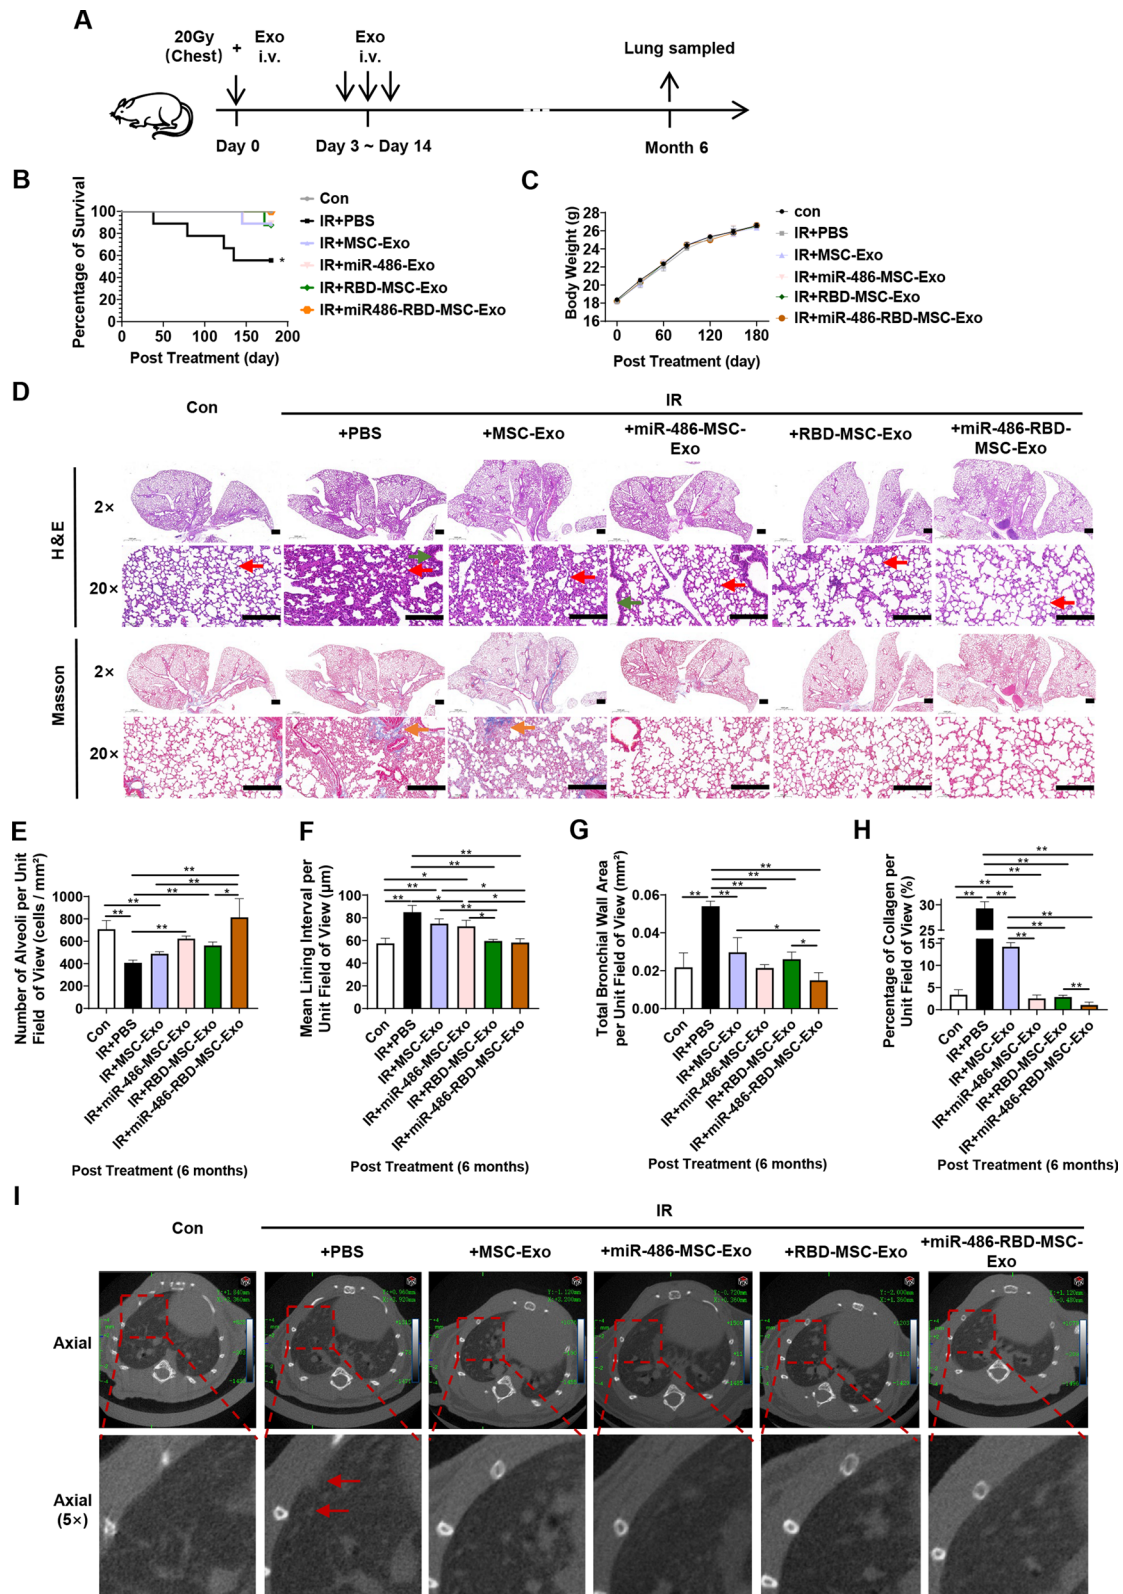 A
20Gy
(Chest)
+
Exo
i.v.
Exo
i.v.
Lung sampled
Day 0
Day 3 ~ Day 14
Month 6
B
Percentage of Survival
100
80
60
40
20
0
0
50
100
150
200
Post Treatment (day)
*
Con
IR+PBS
IR+MSC-Exo
IR+miR-486-Exo
IR+RBD-MSC-Exo
IR+miR486-RBD-MSC-Exo
C
Body Weight (g)
28
26
24
22
20
18
16
0
60
120
180
Post Treatment (day)
con
IR+PBS
IR+MSC-Exo
IR+miR-486-MSC-Exo
IR+RBD-MSC-Exo
IR+miR-486-RBD-MSC-Exo
D
Con
IR
+PBS
+MSC-Exo
+miR-486-MSC-
Exo
+RBD-MSC-Exo
+miR-486-RBD-
MSC-Exo
H&E
2×
20×
Masson
2×
20×
E
Number of Alveoli per Unit
Field of View (cells / mm²)
1000
800
600
400
200
0
**
**
**
**
*
**
**
Con
IR+PBS
IR+MSC-Exo
IR+miR-486-MSC-Exo
IR+RBD-MSC-Exo
IR+miR-486-RBD-MSC-Exo
Post Treatment (6 months)
F
Mean Lining Interval per
Unit Field of View (μm)
100
80
60
40
20
0
**
**
*
**
*
**
*
*
**
*
Con
IR+PBS
IR+MSC-Exo
IR+miR-486-MSC-Exo
IR+RBD-MSC-Exo
IR+miR-486-RBD-MSC-Exo
Post Treatment (6 months)
G
Total Bronchial Wall Area
per Unit Field of View (mm²)
0.06
0.04
0.02
0.00
**
**
**
**
**
*
*
Con
IR+PBS
IR+MSC-Exo
IR+miR-486-MSC-Exo
IR+RBD-MSC-Exo
IR+miR-486-RBD-MSC-Exo
Post Treatment (6 months)
H
Percentage of Collagen per
Unit Field of View (%)
30
25
15
10
5
0
**
**
**
**
**
**
**
**
**
Con
IR+PBS
IR+MSC-Exo
IR+miR-486-MSC-Exo
IR+RBD-MSC-Exo
IR+miR-486-RBD-MSC-Exo
Post Treatment (6 months)
I
Con
IR
+PBS
+MSC-Exo
+miR-486-MSC-Exo
+RBD-MSC-Exo
+miR-486-RBD-MSC-
Exo
Axial
Axial
(5×)